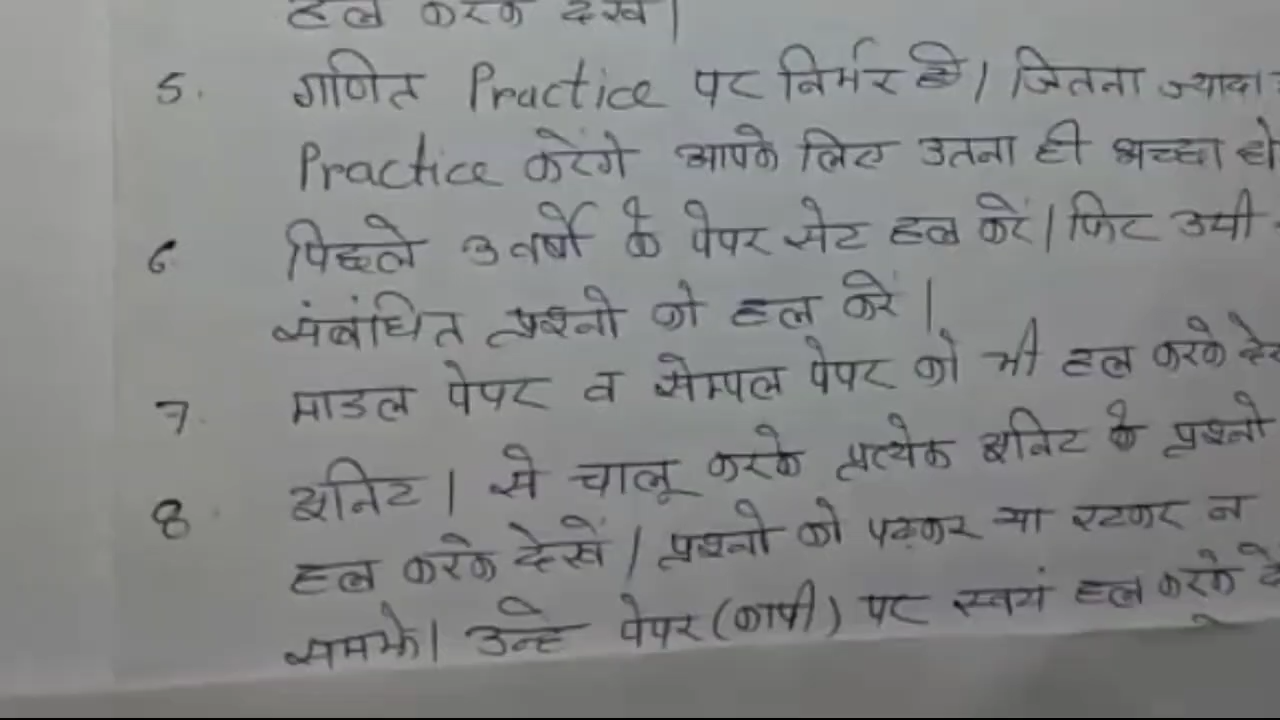 हल करके देखें।
5. गणित Practice पर निर्भर है। जितना ज्यादा
Practice करेंगे आपके लिए उतना ही अच्छा हो
6. पिछले 3 वर्षों के पेपर सेट हल करें। फिर उसी
संबंधित प्रश्नो को हल करें।
7. माडल पेपर व सेम्पल पेपर को भी हल करके
8. इनिट 1 से चालू करके प्रत्येक इनिट के प्रश्नो
हल करके देखें। प्रश्नो को पढ़कर या रटकर न
समझे। उन्हे पेपर (कापी) पर स्वयं हल करके